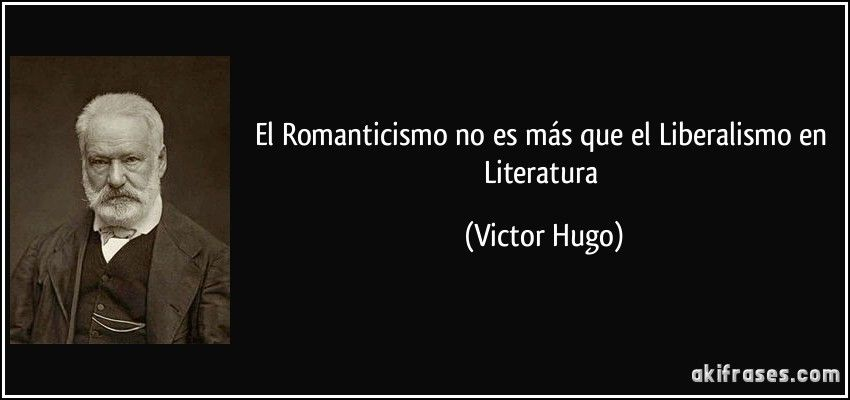 El Romanticismo no es más que el Liberalismo en
Literatura
(Victor Hugo)
akifrases.com